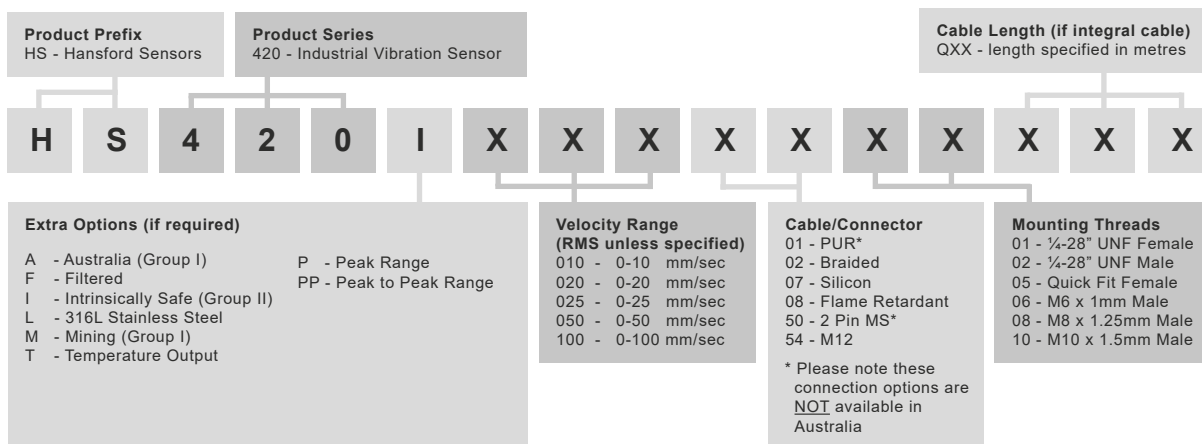 Product Prefix
HS - Hansford Sensors
Product Series
420 - Industrial Vibration Sensor
Cable Length (if integral cable)
QXX - length specified in metres
H S 4 2 0 I X X X X X X X X X X
Extra Options (if required)
A - Australia (Group I)
F - Filtered
I - Intrinsically Safe (Group II)
L - 316L Stainless Steel
M - Mining (Group I)
T - Temperature Output
P - Peak Range
PP - Peak to Peak Range
Velocity Range
(RMS unless specified)
010 - 0-10 mm/sec
020 - 0-20 mm/sec
025 - 0-25 mm/sec
050 - 0-50 mm/sec
100 - 0-100 mm/sec
Cable/Connector
01 - PUR*
02 - Braided
07 - Silicon
08 - Flame Retardant
50 - 2 Pin MS*
54 - M12
* Please note these
connection options are
NOT available in
Australia
Mounting Threads
01 - ¼-28” UNF Female
02 - ¼-28” UNF Male
05 - Quick Fit Female
06 - M6 x 1mm Male
08 - M8 x 1.25mm Male
10 - M10 x 1.5mm Male